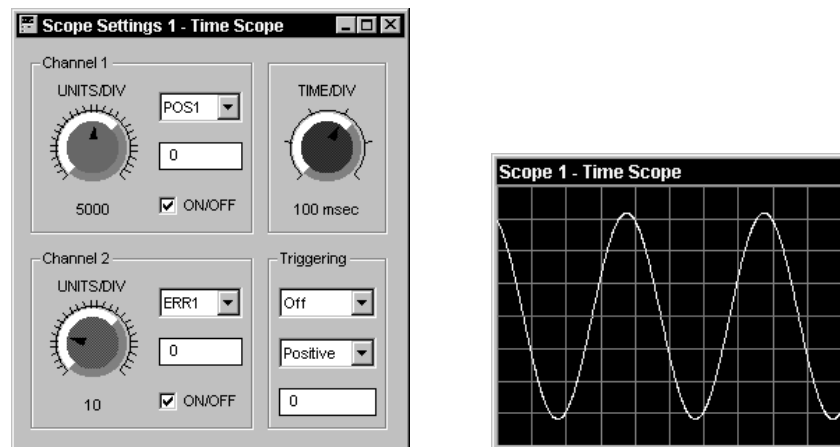 Scope Settings 1 - Time Scope
Channel 1
UNITS/DIV
POS1
0
5000
ON/OFF
TIME/DIV
100 msec
Channel 2
UNITS/DIV
ERR1
0
10
ON/OFF
Triggering
Off
Positive
0
Scope 1 - Time Scope